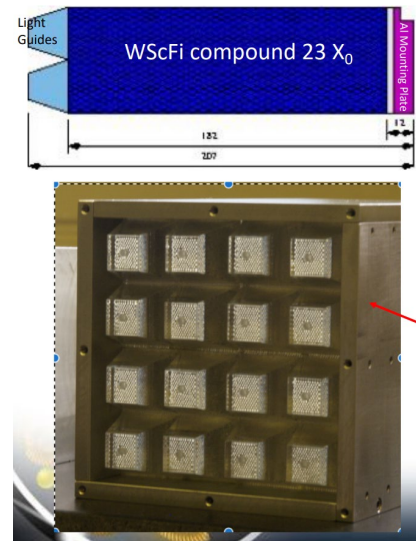 Light
Guides
WScFi compound 23 X₀
Al Mounting Plate
12
182
207